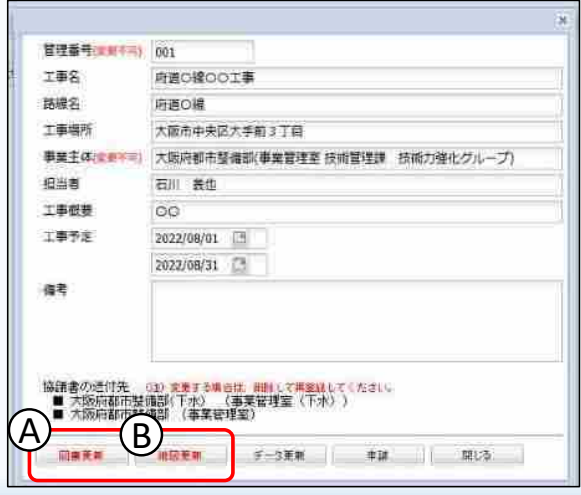 ×
管理番号(変更不可) 001
工事名 府道○線○○工事
路線名 府道○線
工事場所 大阪市中央区大手前3丁目
事業主体(変更不可) 大阪府都市整備部(事業管理室 技術管理課 技術力強化グループ)
担当者 石川 義也
工事概要 ○○
工事予定 2022/08/01
2022/08/31
備考
協議書の送付先 (注) 変更する場合は、削除して再登録してください。
■ 大阪府都市整備部(下水) (事業管理室(下水))
■ 大阪府都市整備部 (事業管理室)
A B
図書更新 地図更新 データ更新 申請 閉じる